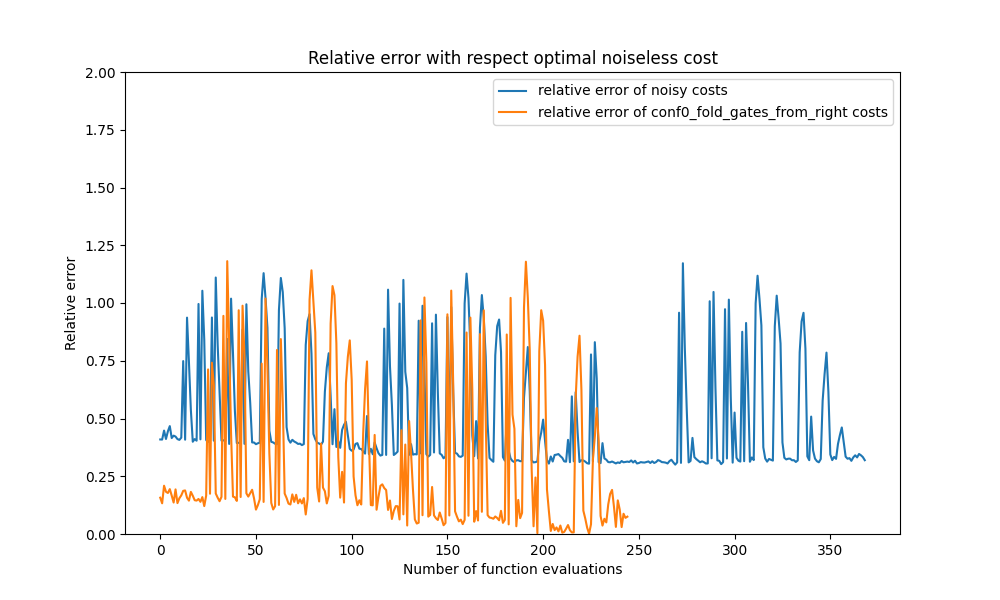 Relative error with respect optimal noiseless cost
2.00
1.75
1.50
1.25
1.00
0.75
0.50
0.25
0.00
Relative error
relative error of noisy costs
relative error of conf0_fold_gates_from_right costs
0 50 100 150 200 250 300 350
Number of function evaluations